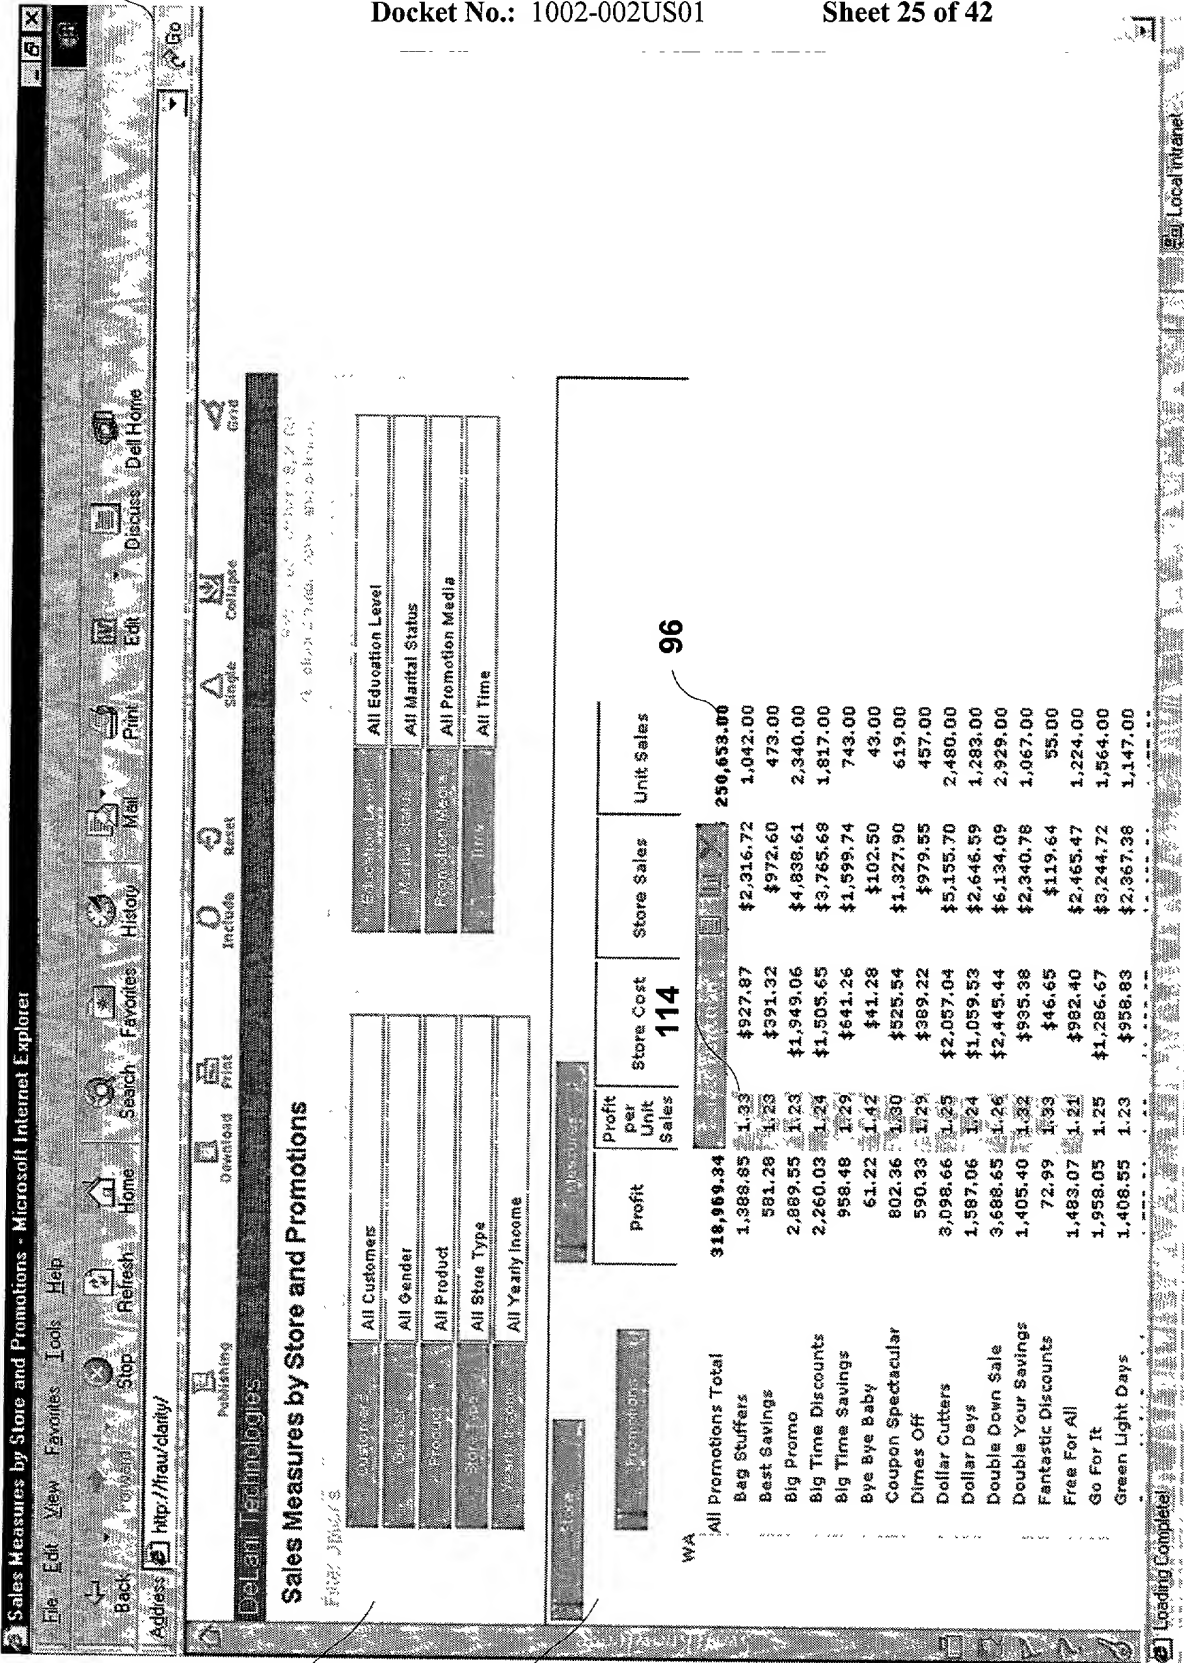 Docket No.: 1002-002US01 Sheet 25 of 42
Sales Measures by Store and Promotions - Microsoft Internet Explorer
File Edit View Favorites Tools Help
Back Forward Stop Refresh Home Search Favorites History Mail Print Edit Discuss Dell Home
Address http://frau/clarity/ Go
Publishing Download Print Include Reset Single Collapse Grid
DeLani Technologies
Sales Measures by Store and Promotions
Customers All Customers
Gender All Gender
Product All Product
Store Type All Store Type
Yearly Income All Yearly Income
Education Level All Education Level
Marital Status All Marital Status
Promotion Media All Promotion Media
Time All Time
Store
Measures
Promotions
Profit Profit per Unit Sales Store Cost Store Sales Unit Sales
114
96
WA
All Promotions Total 318,969.34 250,653.00
Bag Stuffers 1,388.85 1.33 $927.87 $2,316.72 1,042.00
Best Savings 581.28 1.23 $391.32 $972.60 473.00
Big Promo 2,889.55 1.23 $1,949.06 $4,838.61 2,340.00
Big Time Discounts 2,260.03 1.24 $1,505.65 $3,765.68 1,817.00
Big Time Savings 958.48 1.29 $641.26 $1,599.74 743.00
Bye Bye Baby 61.22 1.42 $41.28 $102.50 43.00
Coupon Spectacular 802.36 1.30 $525.54 $1,327.90 619.00
Dimes Off 590.33 1.29 $389.22 $979.55 457.00
Dollar Cutters 3,098.66 1.25 $2,057.04 $5,155.70 2,480.00
Dollar Days 1,587.06 1.24 $1,059.53 $2,646.59 1,283.00
Double Down Sale 3,688.65 1.26 $2,445.44 $6,134.09 2,929.00
Double Your Savings 1,405.40 1.32 $935.38 $2,340.78 1,067.00
Fantastic Discounts 72.99 1.33 $46.65 $119.64 55.00
Free For All 1,483.07 1.21 $982.40 $2,465.47 1,224.00
Go For It 1,958.05 1.25 $1,286.67 $3,244.72 1,564.00
Green Light Days 1,408.55 1.23 $958.83 $2,367.38 1,147.00
Loading Complete! Local intranet